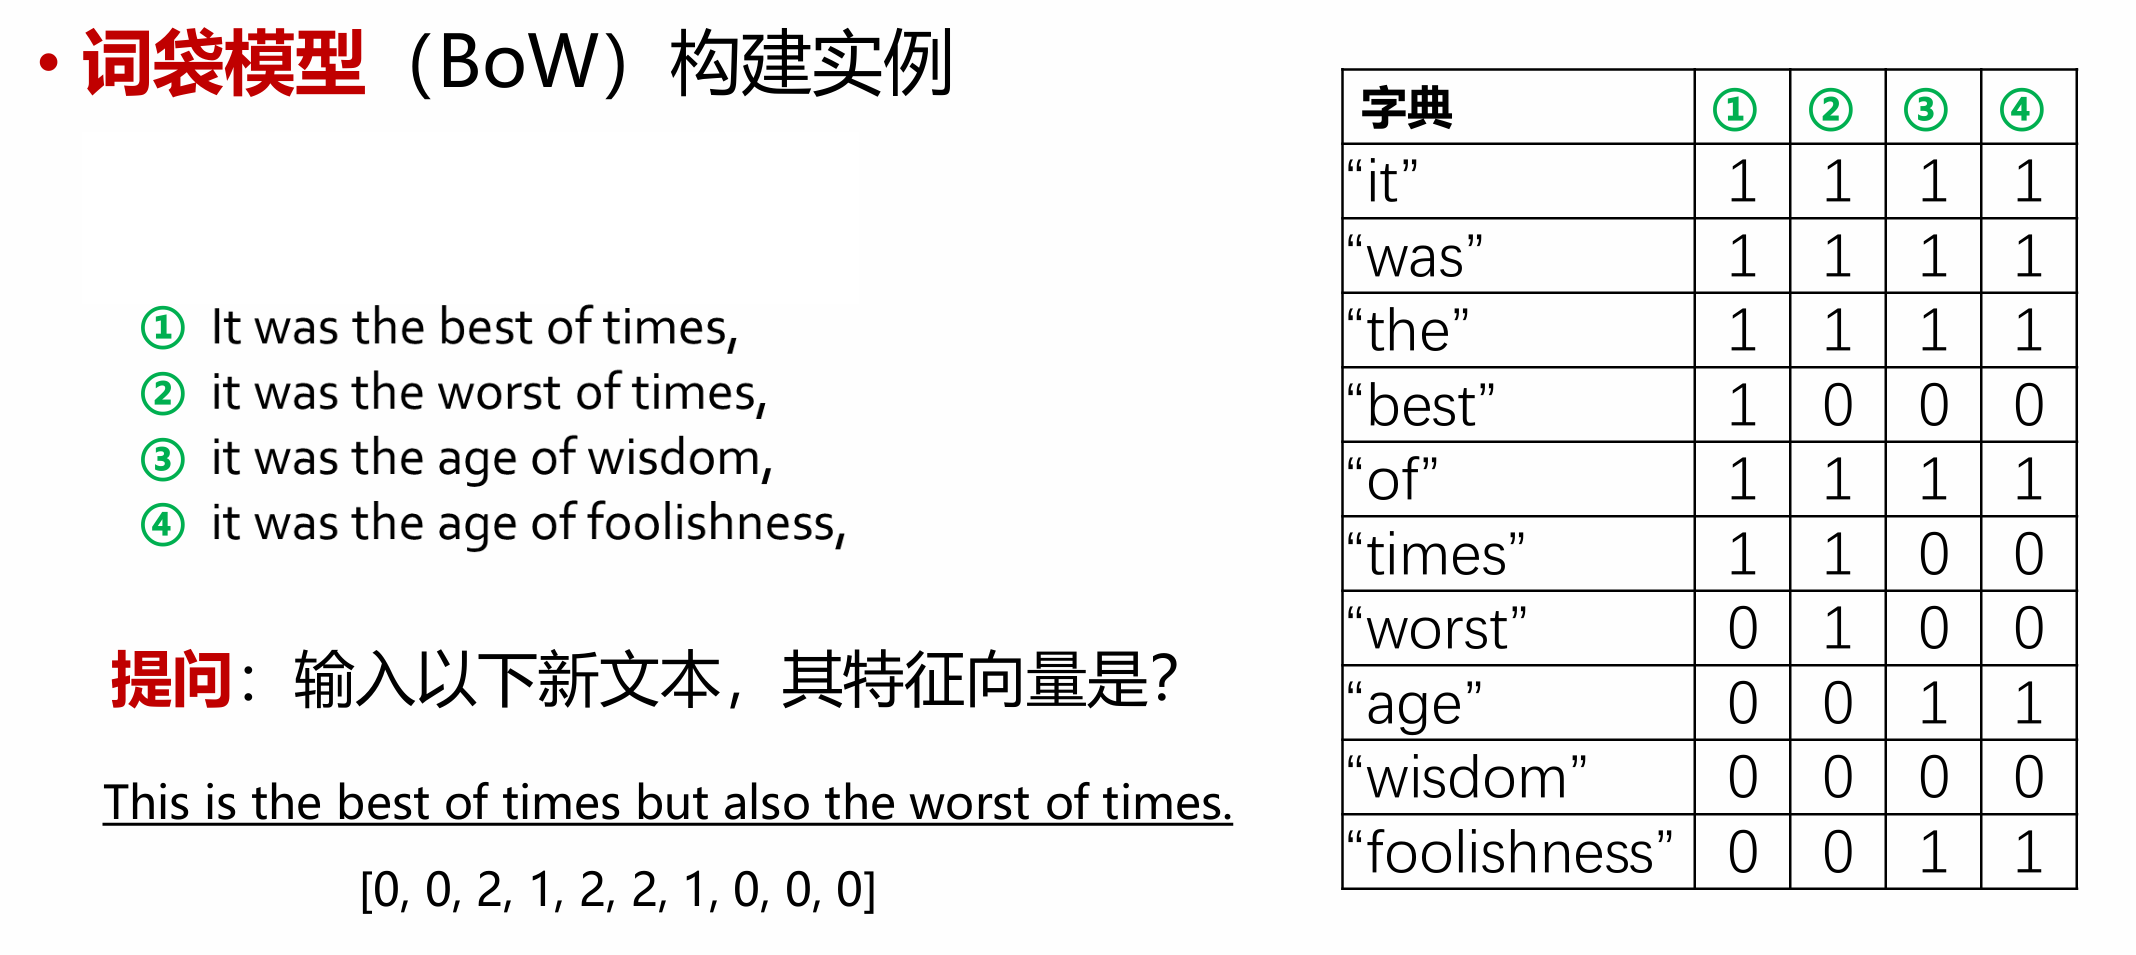 • 词袋模型（BoW）构建实例
① It was the best of times,
② it was the worst of times,
③ it was the age of wisdom,
④ it was the age of foolishness,
提问：输入以下新文本，其特征向量是？
This is the best of times but also the worst of times.
[0, 0, 2, 1, 2, 2, 1, 0, 0, 0]
字典 ① ② ③ ④
“it” 1 1 1 1
“was” 1 1 1 1
“the” 1 1 1 1
“best” 1 0 0 0
“of” 1 1 1 1
“times” 1 1 0 0
“worst” 0 1 0 0
“age” 0 0 1 1
“wisdom” 0 0 0 0
“foolishness” 0 0 1 1